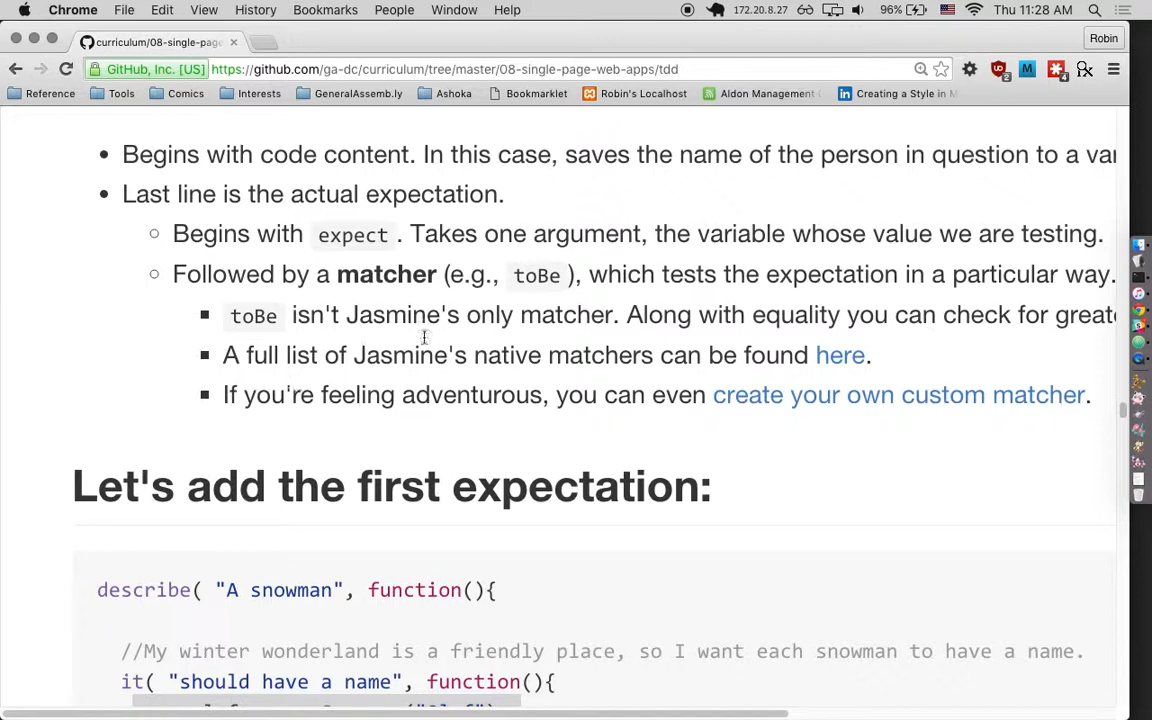 Chrome File Edit View History Bookmarks People Window Help 172.20.8.27 96% Thu 11:28 AM
curriculum/08-single-page- Robin
GitHub, Inc. [US] https://github.com/ga-dc/curriculum/tree/master/08-single-page-web-apps/tdd
Reference Tools Comics Interests GeneralAssemb.ly Ashoka Bookmarklet Robin's Localhost Aldon Management Creating a Style in
Begins with code content. In this case, saves the name of the person in question to a var
Last line is the actual expectation.
Begins with expect. Takes one argument, the variable whose value we are testing.
Followed by a matcher (e.g., toBe), which tests the expectation in a particular way.
toBe isn't Jasmine's only matcher. Along with equality you can check for greate
A full list of Jasmine's native matchers can be found here.
If you're feeling adventurous, you can even create your own custom matcher.
Let's add the first expectation:
describe( "A snowman", function(){
//My winter wonderland is a friendly place, so I want each snowman to have a name.
it( "should have a name", function(){